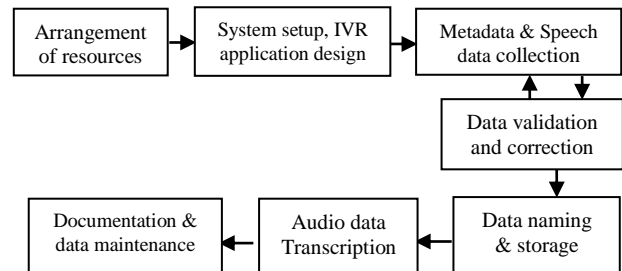 Arrangement
of resources
System setup, IVR
application design
Metadata & Speech
data collection
Data validation
and correction
Data naming
& storage
Audio data
Transcription
Documentation &
data maintenance